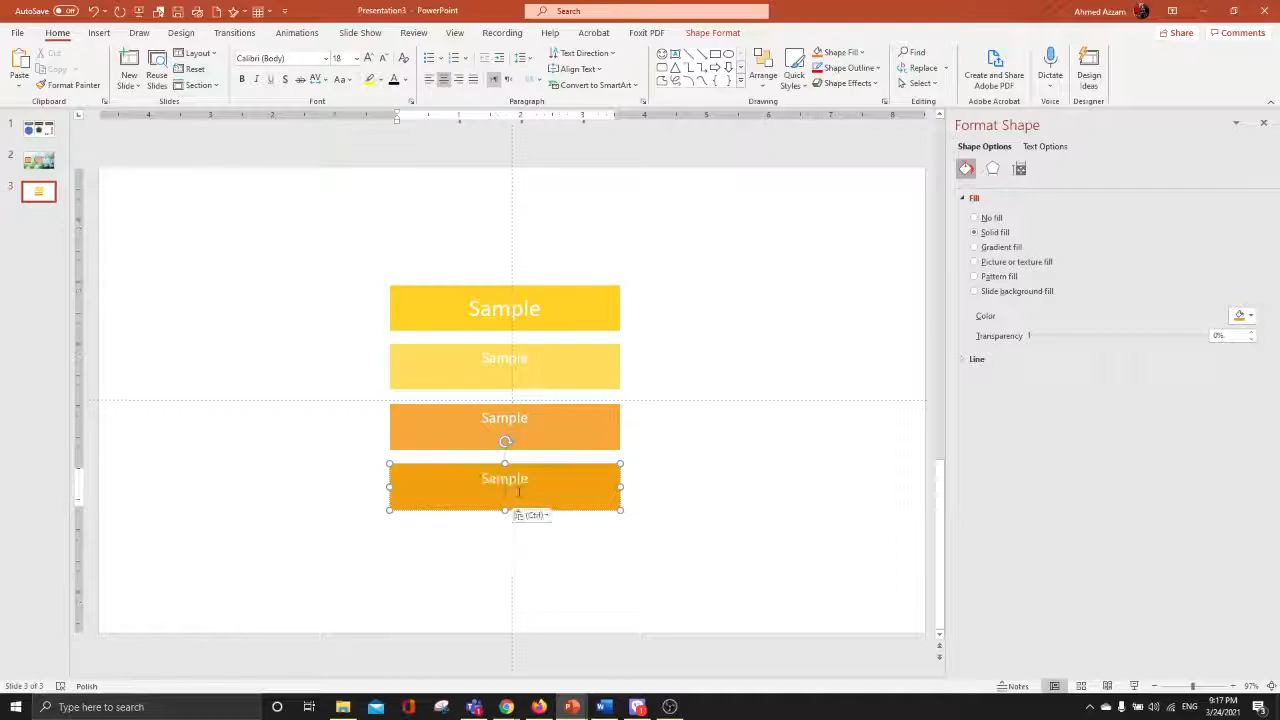 AutoSave Off
Presentation3 - PowerPoint
Search
Ahmed Azzam
File Home Insert Draw Design Transitions Animations Slide Show Review View Recording Help Acrobat Foxit PDF Shape Format
Share Comments
Paste
Cut
Copy
Format Painter
Clipboard
New Slide
Reuse Slides
Layout
Reset
Section
Slides
Calibri (Body) 18
Font
Text Direction
Align Text
Convert to SmartArt
Paragraph
Arrange
Quick Styles
Shape Fill
Shape Outline
Shape Effects
Drawing
Find
Replace
Select
Editing
Create and Share Adobe PDF
Adobe Acrobat
Dictate
Voice
Design Ideas
Designer
1
2
3
Sample
Sample
Sample
Sample
(Ctrl)
Format Shape
Shape Options Text Options
Fill
No fill
Solid fill
Gradient fill
Picture or texture fill
Pattern fill
Slide background fill
Color
Transparency 0%
Line
Slide 3 of 3 Polish
Notes
97%
Type here to search
ENG
9:17 PM
3/24/2021